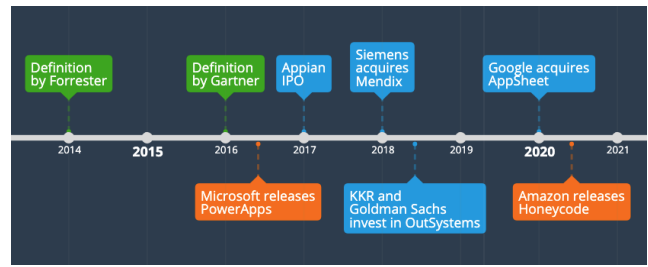 Definition
by Forrester
Definition
by Gartner
Appian
IPO
Siemens
acquires
Mendix
Google acquires
AppSheet
2014
2015
2016
2017
2018
2019
2020
2021
Microsoft releases
PowerApps
KKR and
Goldman Sachs
invest in OutSystems
Amazon releases
Honeycode